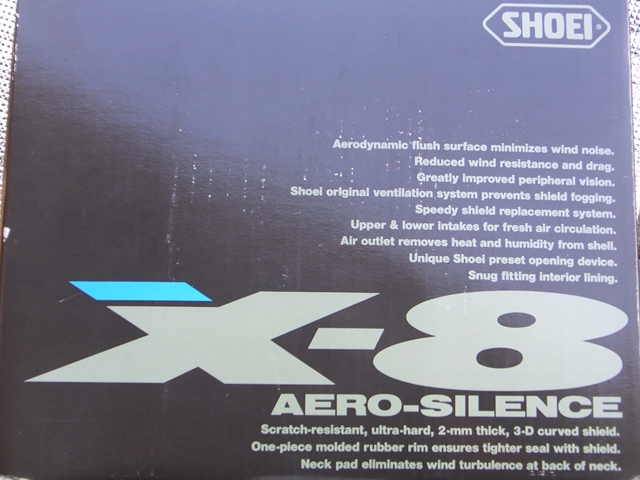 SHOEI®
Aerodynamic flush surface minimizes wind noise.
Reduced wind resistance and drag.
Greatly improved peripheral vision.
Shoei original ventilation system prevents shield fogging.
Speedy shield replacement system.
Upper & lower intakes for fresh air circulation.
Air outlet removes heat and humidity from shell.
Unique Shoei preset opening device.
Snug fitting interior lining.
X-8
AERO-SILENCE
Scratch-resistant, ultra-hard, 2-mm thick, 3-D curved shield.
One-piece molded rubber rim ensures tighter seal with shield.
Neck pad eliminates wind turbulence at back of neck.